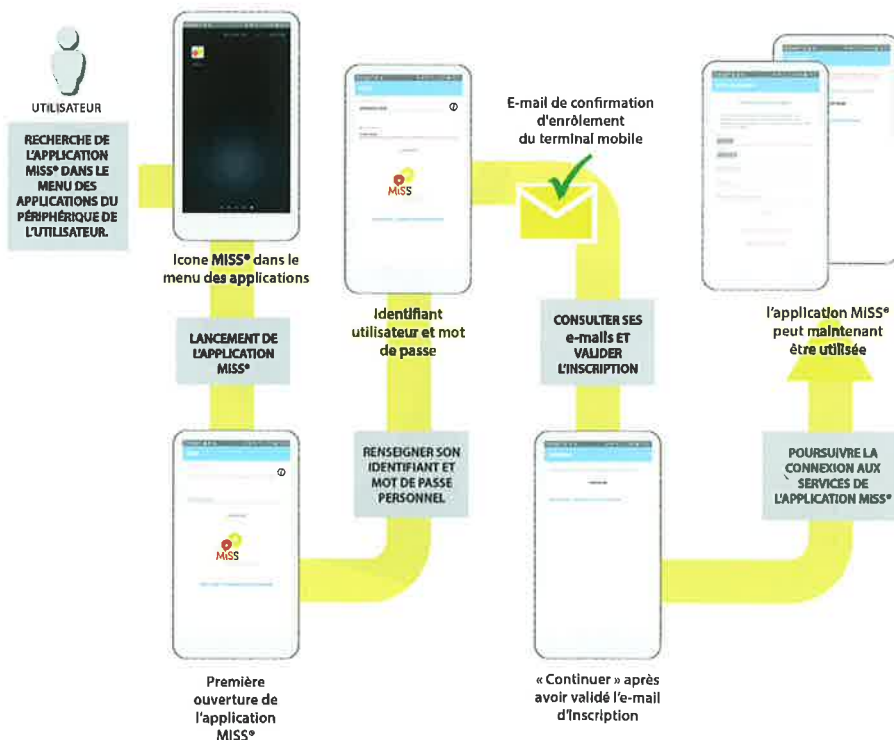 UTILISATEUR
RECHERCHE DE
L'APPLICATION
MISS® DANS LE
MENU DES
APPLICATIONS DU
PÉRIPHÉRIQUE DE
L'UTILISATEUR.
Icone MISS® dans le
menu des applications
LANCEMENT DE
L'APPLICATION
MISS®
MiSS
Première
ouverture de
l'application
MISS®
RENSEIGNER SON
IDENTIFIANT ET
MOT DE PASSE
PERSONNEL
MiSS
Identifiant
utilisateur et mot
de passe
E-mail de confirmation
d'enrôlement
du terminal mobile
CONSULTER SES
e-mails ET
VALIDER
L'INSCRIPTION
« Continuer » après
avoir validé l'e-mail
d'Inscription
POURSUIVRE LA
CONNEXION AUX
SERVICES DE
L'APPLICATION MISS®
l'application MiSS®
peut maintenant
être utilisée